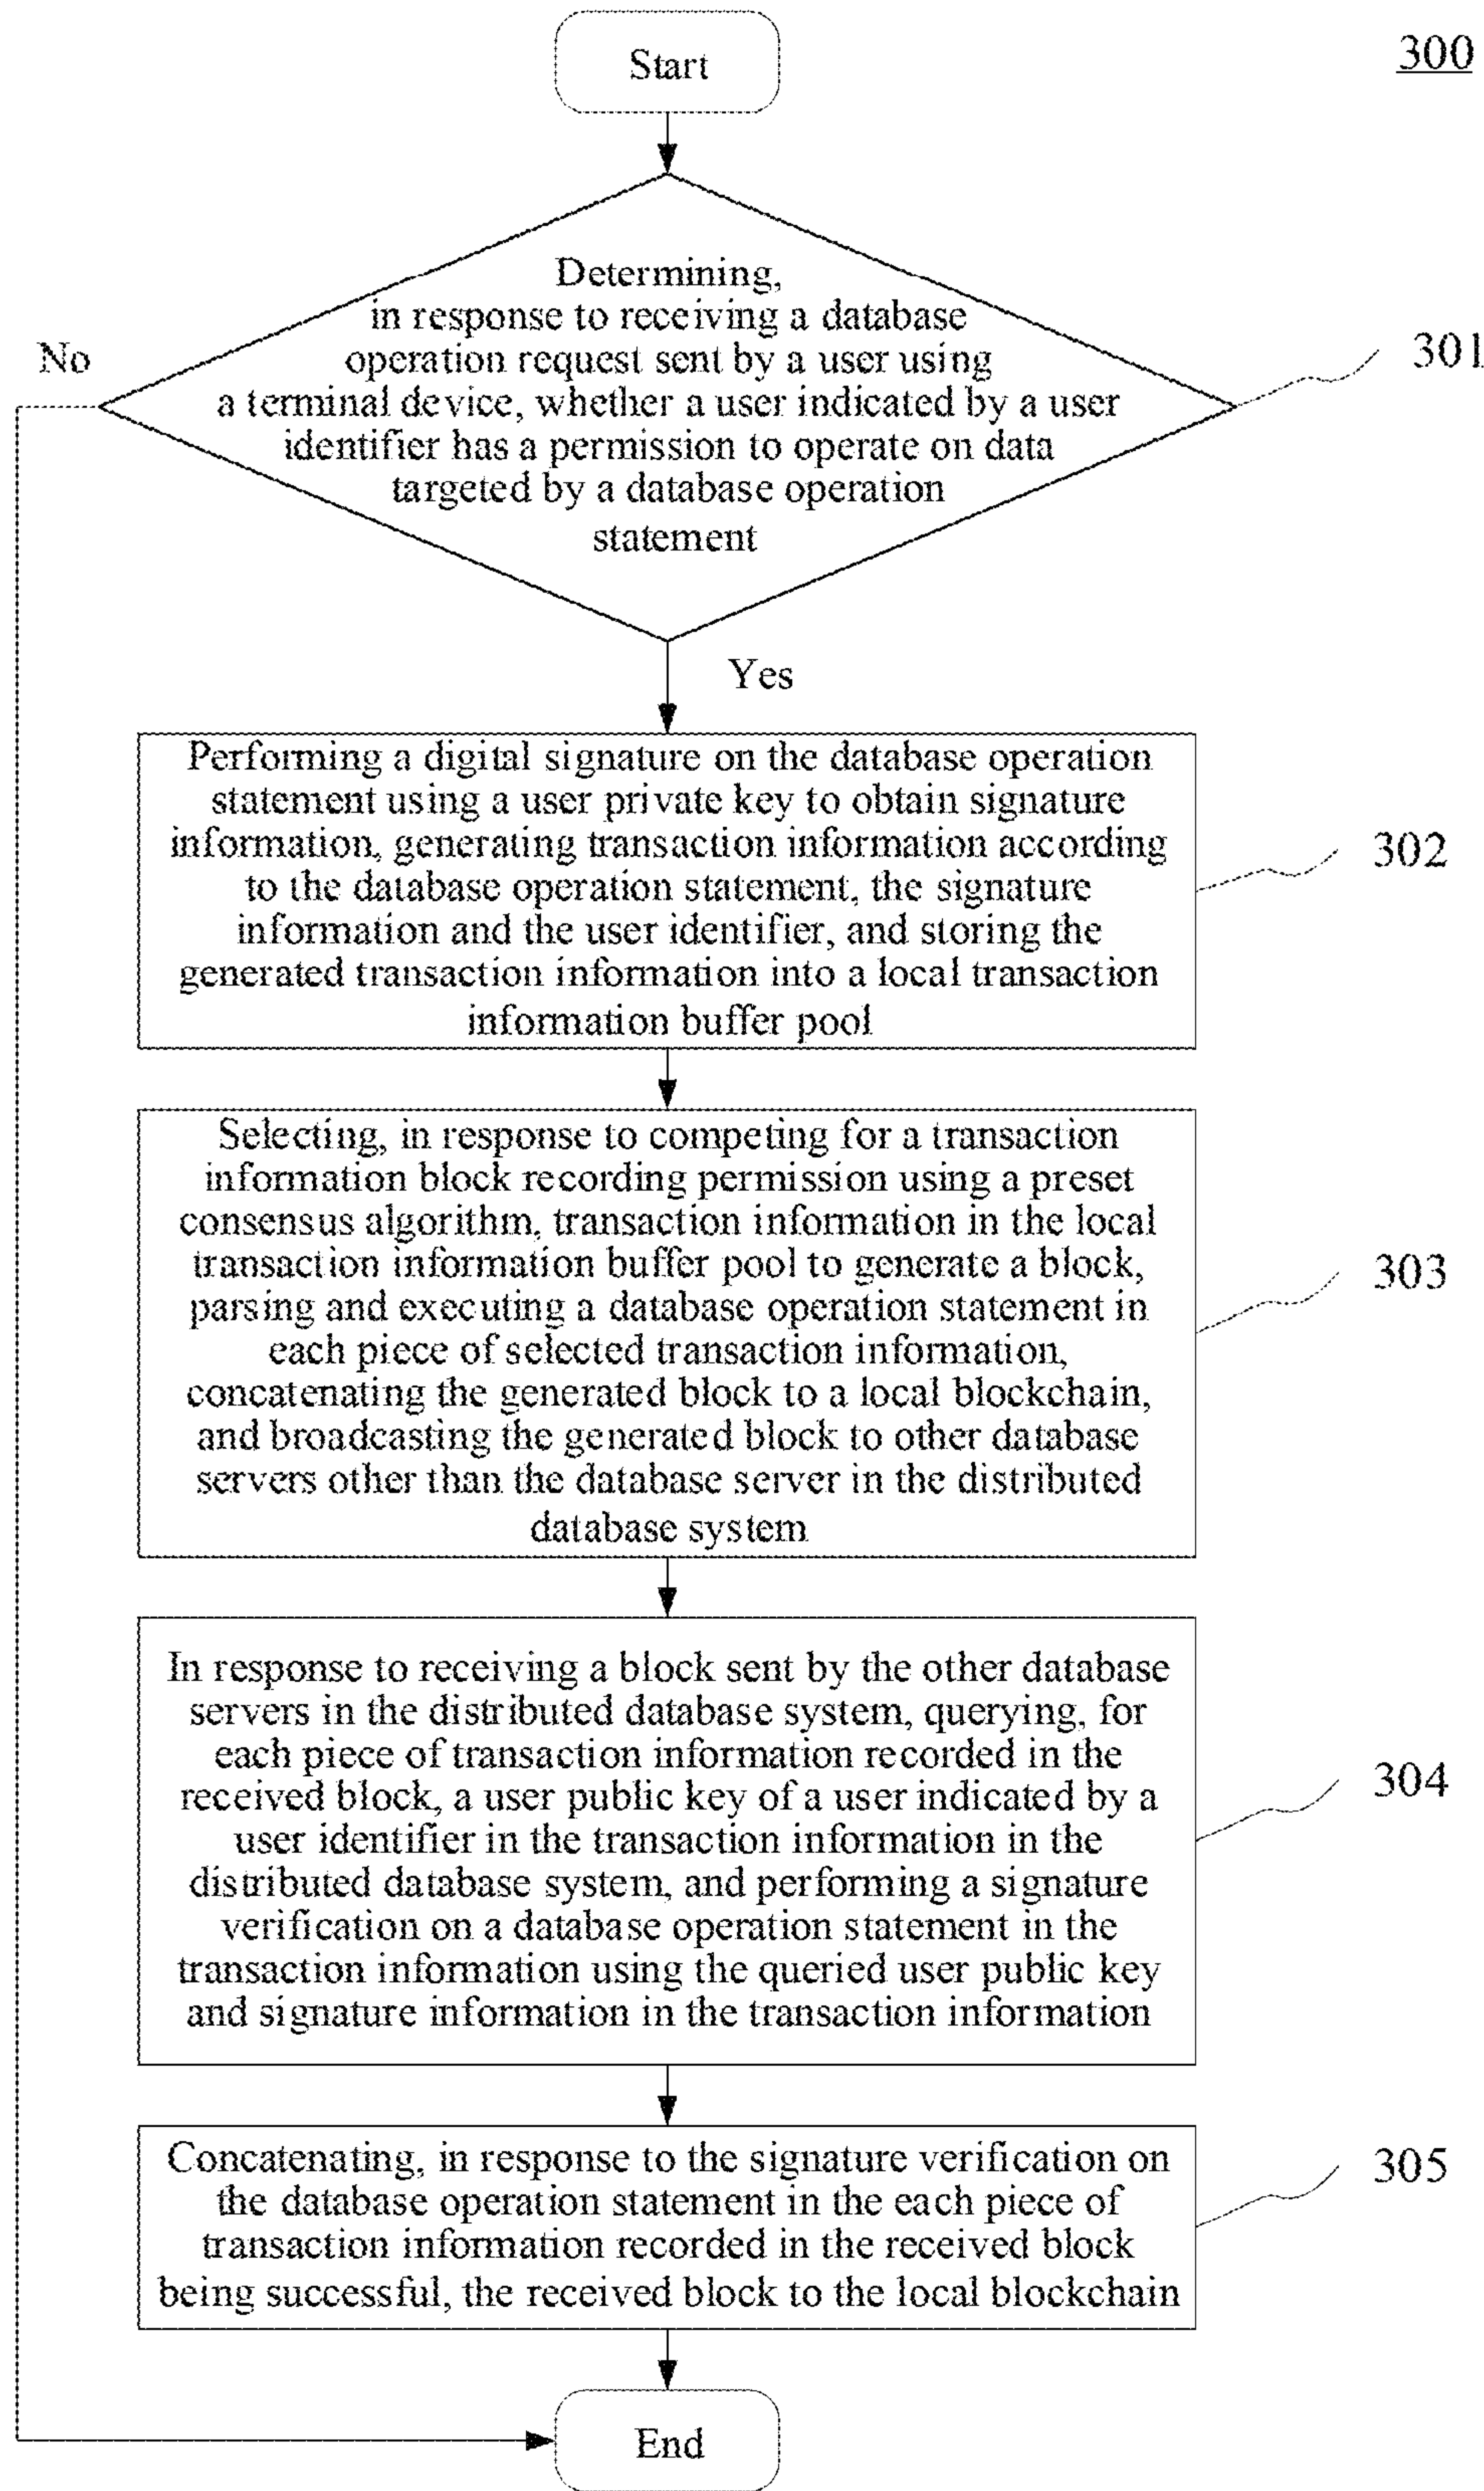 Start
300
Determining,
in response to receiving a database
operation request sent by a user using
a terminal device, whether a user indicated by a user
identifier has a permission to operate on data
targeted by a database operation
statement
No
301
Yes
Performing a digital signature on the database operation
statement using a user private key to obtain signature
information, generating transaction information according
to the database operation statement, the signature
information and the user identifier, and storing the
generated transaction information into a local transaction
information buffer pool
302
Selecting, in response to competing for a transaction
information block recording permission using a preset
consensus algorithm, transaction information in the local
transaction information buffer pool to generate a block,
parsing and executing a database operation statement in
each piece of selected transaction information,
concatenating the generated block to a local blockchain,
and broadcasting the generated block to other database
servers other than the database server in the distributed
database system
303
In response to receiving a block sent by the other database
servers in the distributed database system, querying, for
each piece of transaction information recorded in the
received block, a user public key of a user indicated by a
user identifier in the transaction information in the
distributed database system, and performing a signature
verification on a database operation statement in the
transaction information using the queried user public key
and signature information in the transaction information
304
Concatenating, in response to the signature verification on
the database operation statement in the each piece of
transaction information recorded in the received block
being successful, the received block to the local blockchain
305
End